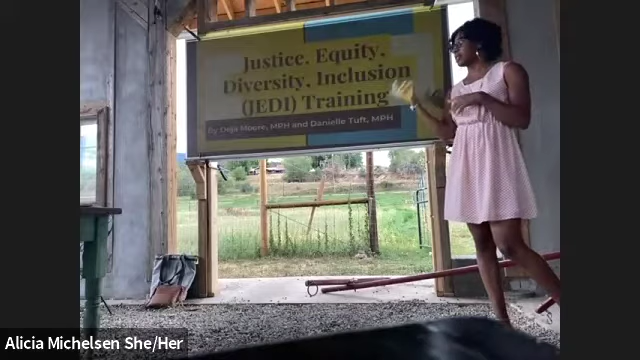 Justice, Equity,
Diversity, Inclusion
(JEDI) Training
By Deja Moore, MPH and Danielle Tuft, MPH
Alicia Michelsen She/Her